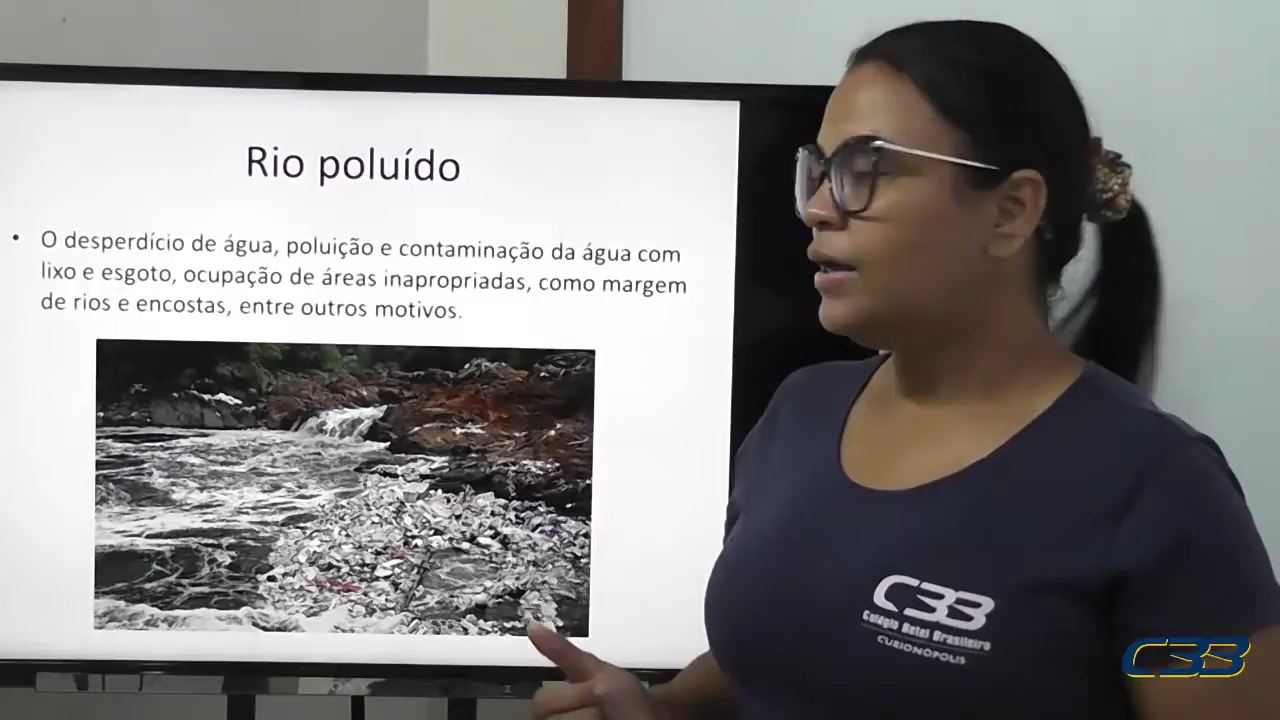 Rio poluído
• O desperdício de água, poluição e contaminação da água com
lixo e esgoto, ocupação de áreas inapropriadas, como margem
de rios e encostas, entre outros motivos.
CBB
Colégio Betel Brasileiro
CURIONÓPOLIS
CBB